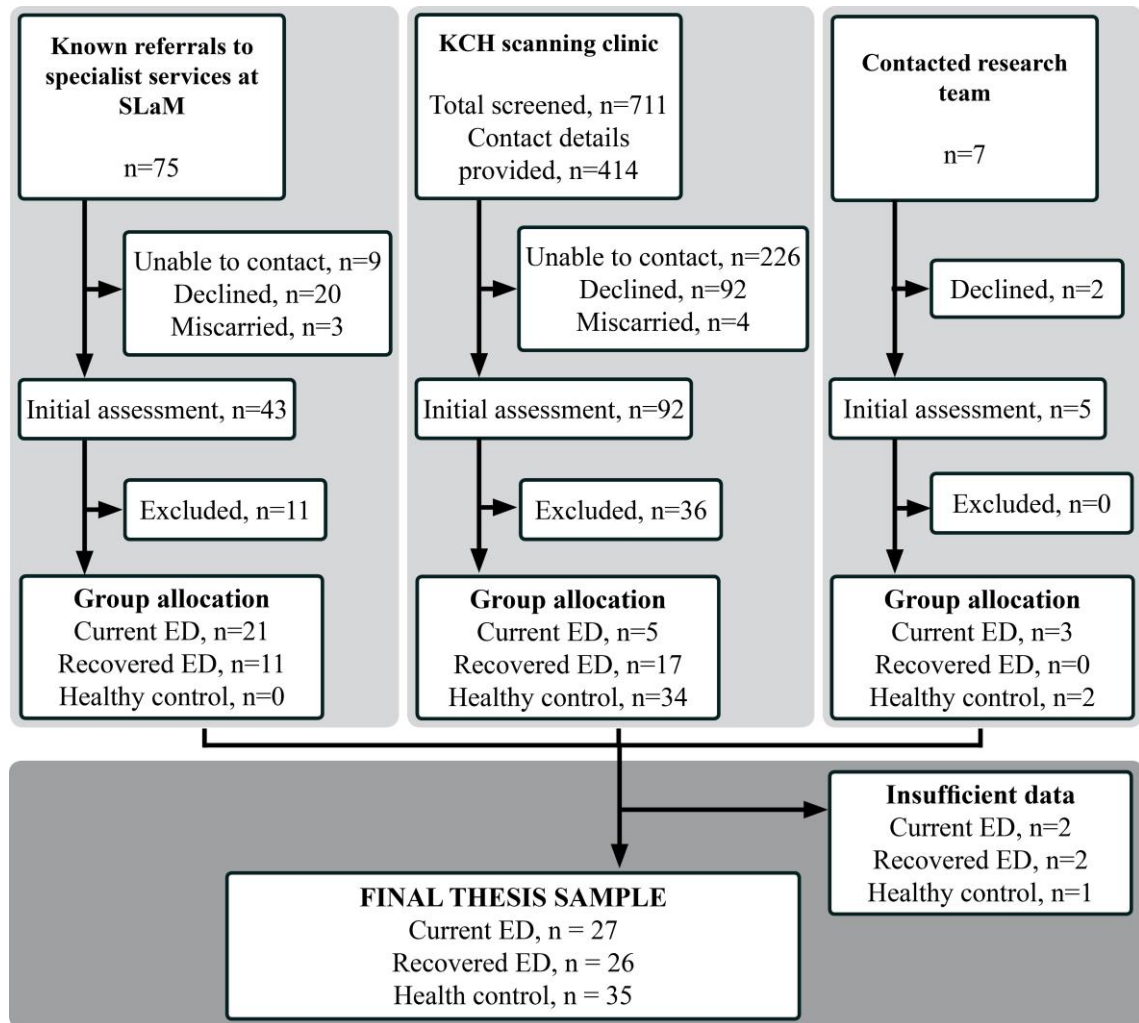 Known referrals to
specialist services at
SLaM
n=75
Unable to contact, n=9
Declined, n=20
Miscarried, n=3
Initial assessment, n=43
Excluded, n=11
Group allocation
Current ED, n=21
Recovered ED, n=11
Healthy control, n=0
KCH scanning clinic
Total screened, n=711
Contact details
provided, n=414
Unable to contact, n=226
Declined, n=92
Miscarried, n=4
Initial assessment, n=92
Excluded, n=36
Group allocation
Current ED, n=5
Recovered ED, n=17
Healthy control, n=34
Contacted research
team
n=7
Declined, n=2
Initial assessment, n=5
Excluded, n=0
Group allocation
Current ED, n=3
Recovered ED, n=0
Healthy control, n=2
Insufficient data
Current ED, n=2
Recovered ED, n=2
Healthy control, n=1
FINAL THESIS SAMPLE
Current ED, n = 27
Recovered ED, n = 26
Health control, n = 35